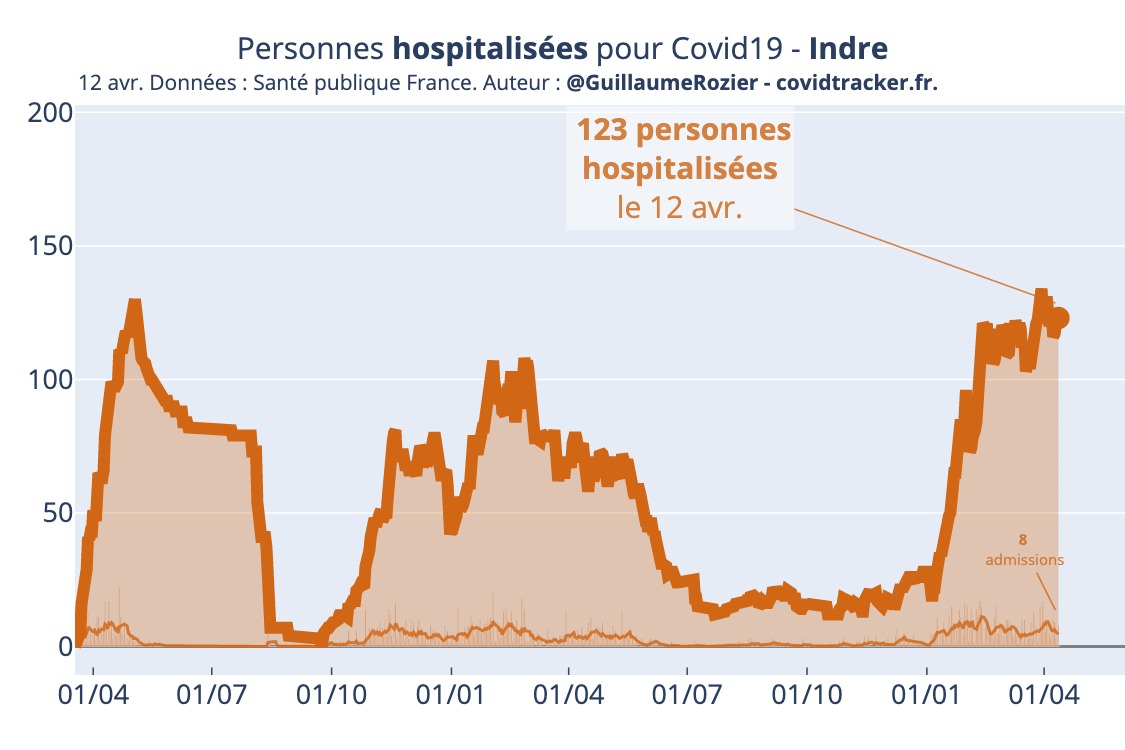 Personnes hospitalisées pour Covid19 - Indre
12 avr. Données : Santé publique France. Auteur : @GuillaumeRozier - covidtracker.fr.
200
123 personnes
hospitalisées
le 12 avr.
150
100
50
8
admissions
0
01/04 01/07 01/10 01/01 01/04 01/07 01/10 01/01 01/04